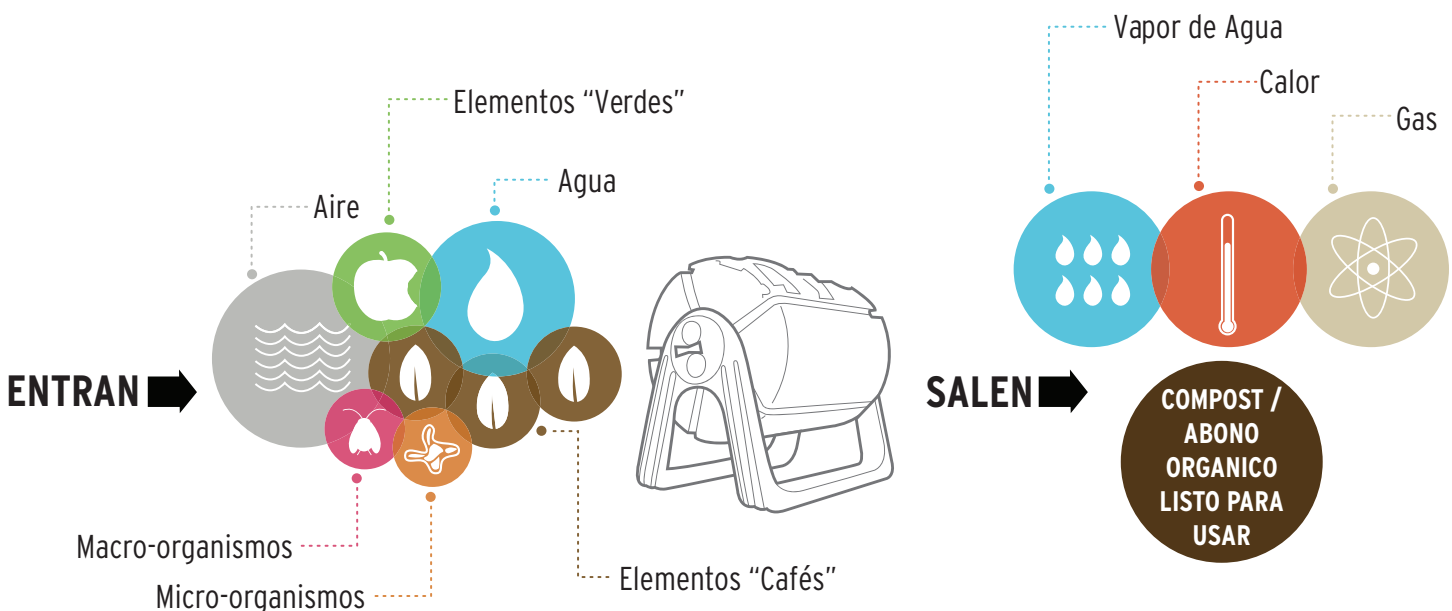 Vapor de Agua
Calor
Gas
Elementos “Verdes”
Agua
Aire
ENTRAN
SALEN
COMPOST /
ABONO
ORGANICO
LISTO PARA
USAR
Macro-organismos
Micro-organismos
Elementos “Cafés”